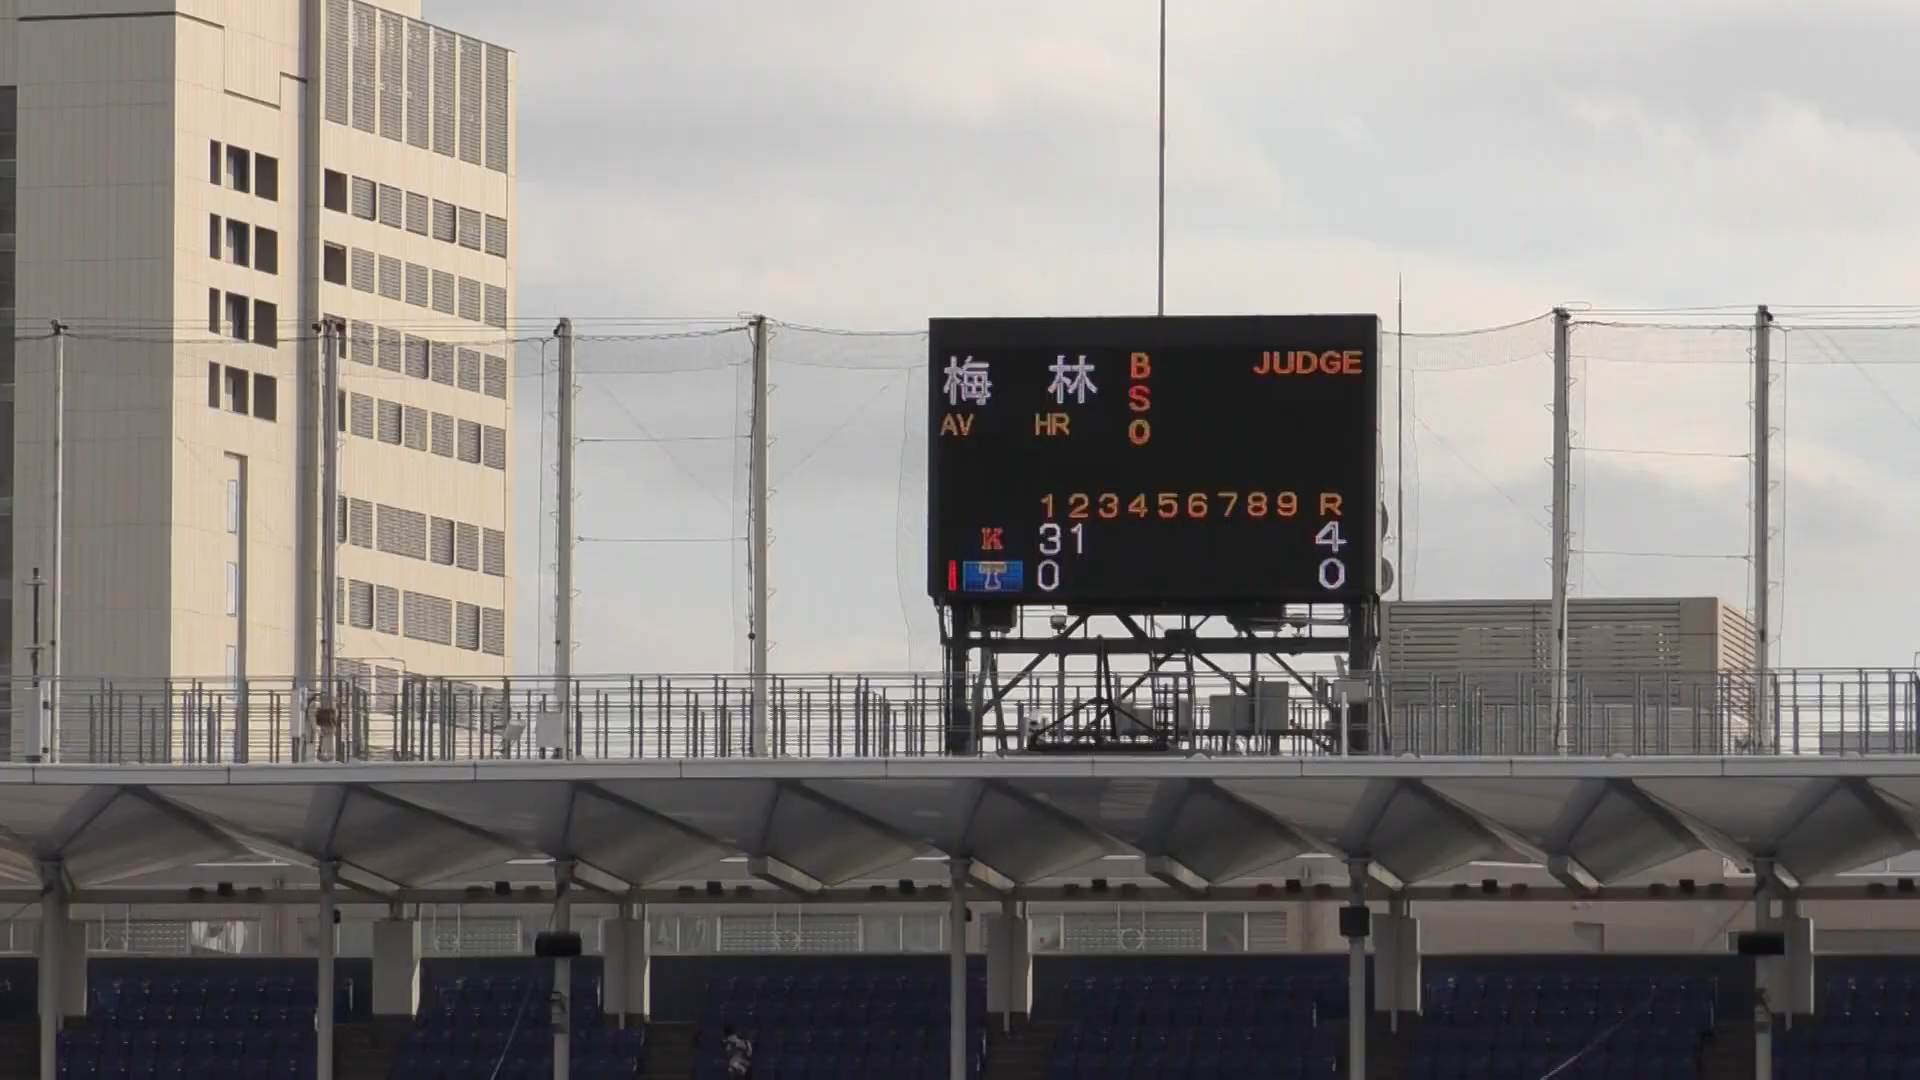 梅 林 B JUDGE
S
AV HR O
1 2 3 4 5 6 7 8 9 R
K 3 1 4
T 0 0